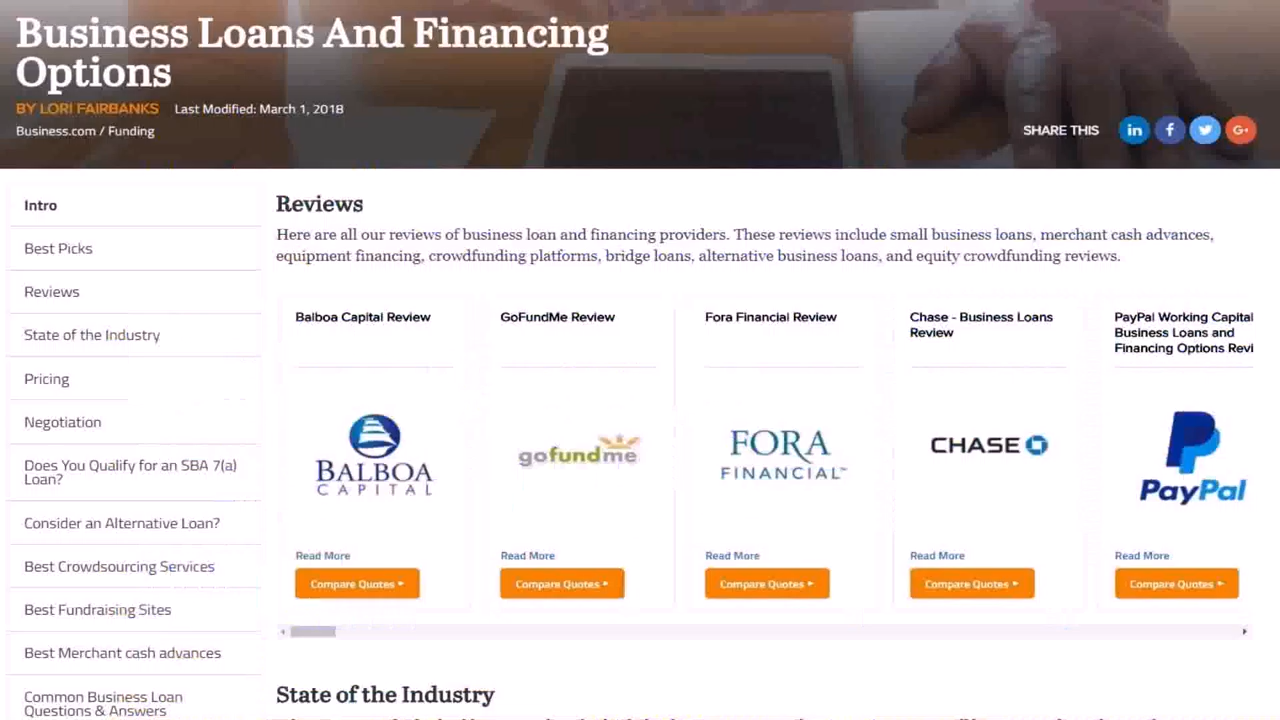 Business Loans And Financing
Options
BY LORI FAIRBANKS Last Modified: March 1, 2018
Business.com / Funding
SHARE THIS in f G+
Intro
Best Picks
Reviews
State of the Industry
Pricing
Negotiation
Does You Qualify for an SBA 7(a)
Loan?
Consider an Alternative Loan?
Best Crowdsourcing Services
Best Fundraising Sites
Best Merchant cash advances
Common Business Loan
Questions & Answers
Reviews
Here are all our reviews of business loan and financing providers. These reviews include small business loans, merchant cash advances,
equipment financing, crowdfunding platforms, bridge loans, alternative business loans, and equity crowdfunding reviews.
Balboa Capital Review
BALBOA
CAPITAL
Read More
Compare Quotes
GoFundMe Review
gofundme
Read More
Compare Quotes
Fora Financial Review
FORA
FINANCIAL
Read More
Compare Quotes
Chase - Business Loans
Review
CHASE
Read More
Compare Quotes
PayPal Working Capital
Business Loans and
Financing Options Revi
PayPal
Read More
Compare Quotes
State of the Industry